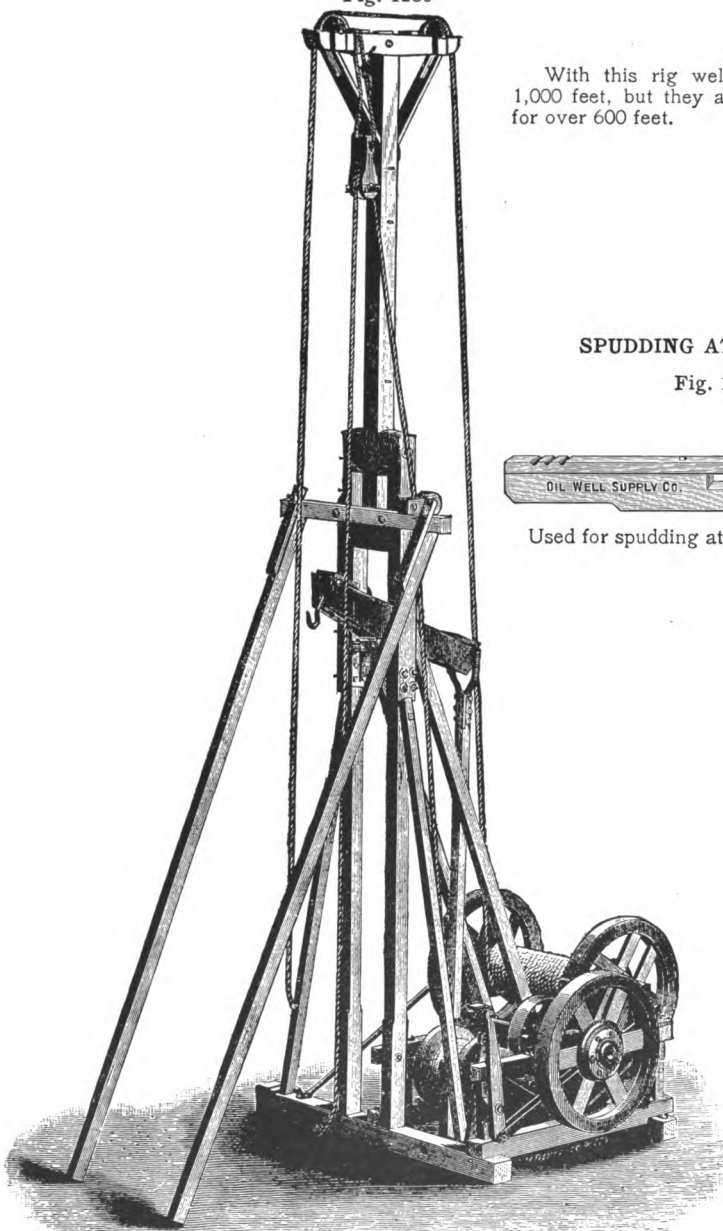 With this rig
1,000 feet, but they
for over 600 feet.
SPUDDING
Fig.
OIL WELL SUPPLY CO.
Used for spudding at